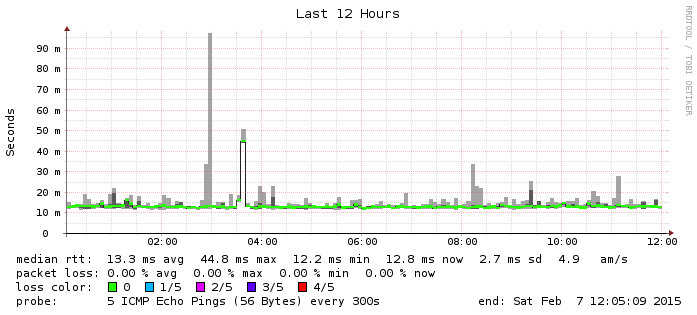 Last 12 Hours
RRDTOOL / TOBI OETIKER
Seconds
90 m
80 m
70 m
60 m
50 m
40 m
30 m
20 m
10 m
0
02:00 04:00 06:00 08:00 10:00 12:00
median rtt: 13.3 ms avg 44.8 ms max 12.2 ms min 12.8 ms now 2.7 ms sd 4.9 am/s
packet loss: 0.00 % avg 0.00 % max 0.00 % min 0.00 % now
loss color: 0 1/5 2/5 3/5 4/5
probe: 5 ICMP Echo Pings (56 Bytes) every 300s end: Sat Feb 7 12:05:09 2015